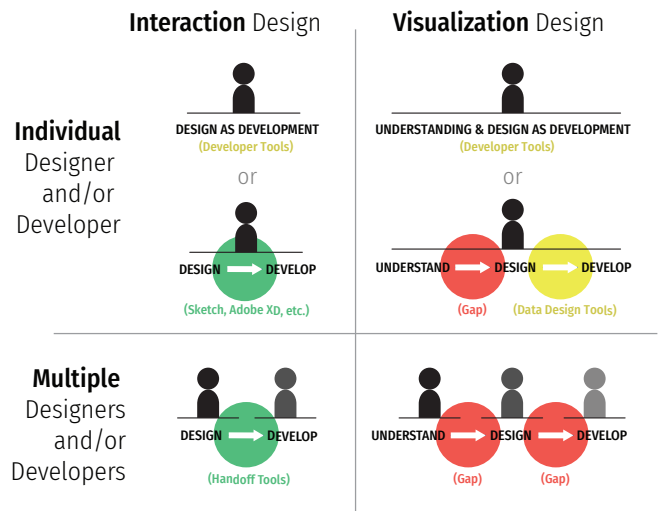 Interaction Design
Visualization Design
Individual
Designer
and/or
Developer
DESIGN AS DEVELOPMENT
(Developer Tools)
or
DESIGN DEVELOP
(Sketch, Adobe XD, etc.)
UNDERSTANDING & DESIGN AS DEVELOPMENT
(Developer Tools)
or
UNDERSTAND DESIGN DEVELOP
(Gap) (Data Design Tools)
Multiple
Designers
and/or
Developers
DESIGN DEVELOP
(Handoff Tools)
UNDERSTAND DESIGN DEVELOP
(Gap) (Gap)